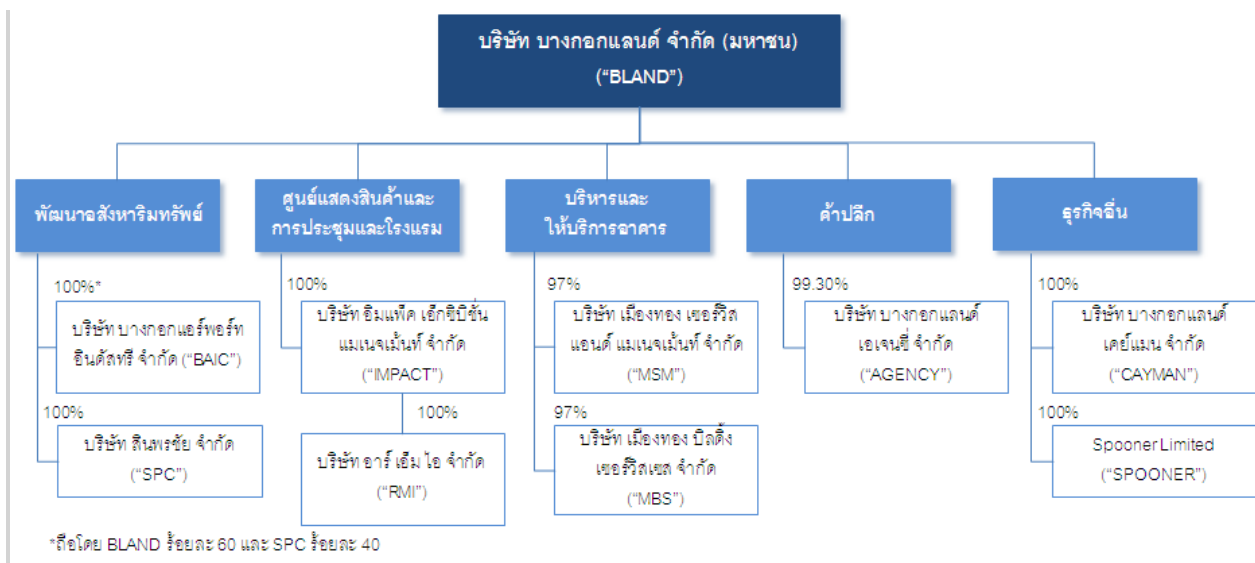 บริษัท บางกอกแลนด์ จำกัด (มหาชน)
("BLAND")
พัฒนาอสังหาริมทรัพย์
100%*
บริษัท บางกอกแอร์พอร์ท
อินดัสทรี จำกัด ("BAIC")
100%
บริษัท สินพรชัย จำกัด
("SPC")
ศูนย์แสดงสินค้าและ
การประชุมและโรงแรม
100%
บริษัท อิมแพ็ค เอ็กซิบิชั่น
แมเนจเม้นท์ จำกัด
("IMPACT")
100%
บริษัท อาร์ เอ็ม ไอ จำกัด
("RMI")
บริหารและ
ให้บริการอาคาร
97%
บริษัท เมืองทอง เซอร์วิส
แอนด์ แมเนจเม้นท์ จำกัด
("MSM")
97%
บริษัท เมืองทอง บิลดิ้ง
เซอร์วิสเซส จำกัด
("MBS")
ค้าปลีก
99.30%
บริษัท บางกอกแลนด์
เอเจนซี่ จำกัด
("AGENCY")
ธุรกิจอื่น
100%
บริษัท บางกอกแลนด์
เคย์แมน จำกัด
("CAYMAN")
100%
Spooner Limited
("SPOONER")
*ถือโดย BLAND ร้อยละ 60 และ SPC ร้อยละ 40